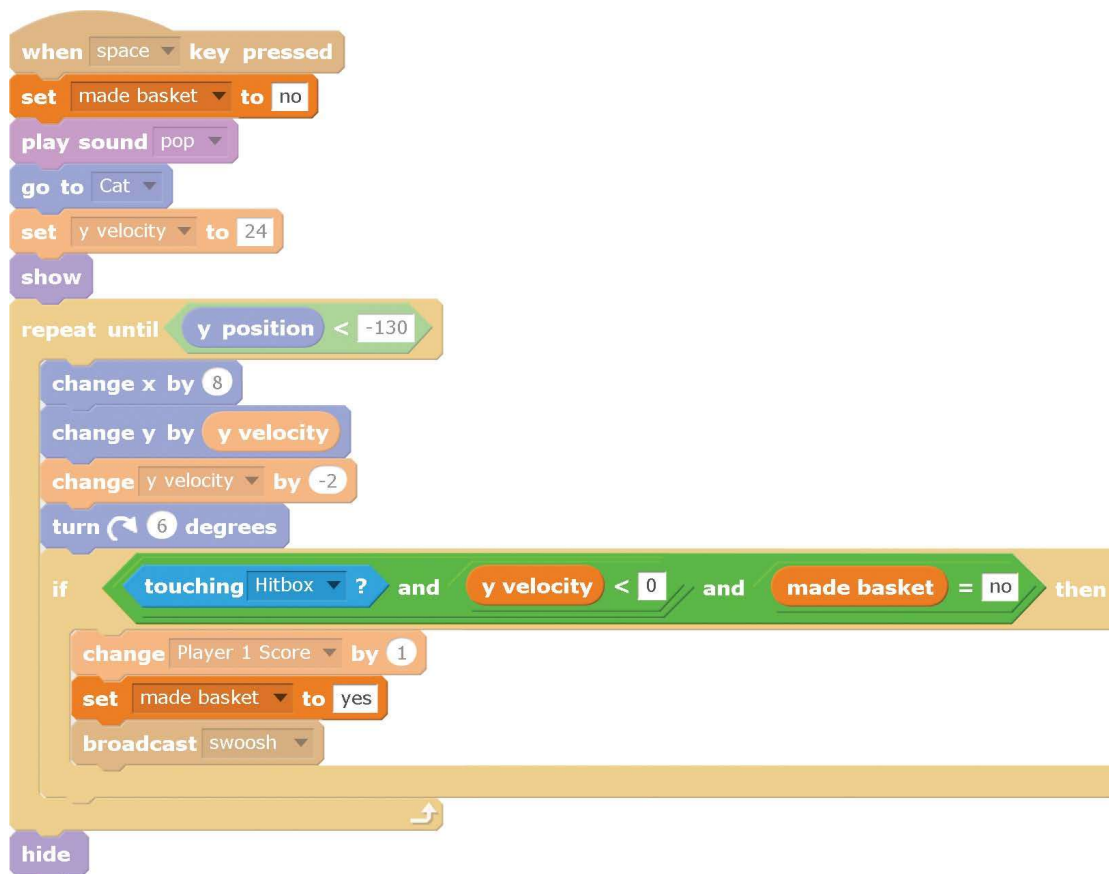 when space key pressed
set made basket to no
play sound pop
go to Cat
set y velocity to 24
show
repeat until y position < -130
change x by 8
change y by y velocity
change y velocity by -2
turn 6 degrees
if touching Hitbox ? and y velocity < 0 and made basket = no then
change Player 1 Score by 1
set made basket to yes
broadcast swoosh
hide